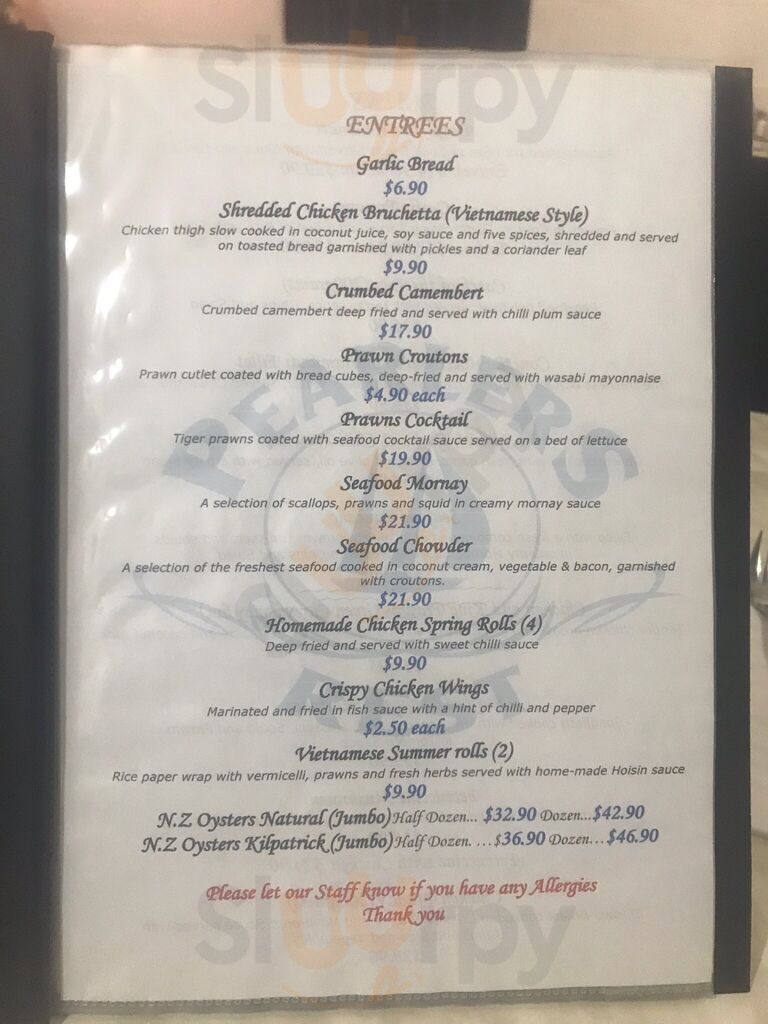 Sluurpy
ENTREES
Garlic Bread
$6.90
Shredded Chicken Bruchetta (Vietnamese Style)
Chicken thigh slow cooked in coconut juice, soy sauce and five spices, shredded and served
on toasted bread garnished with pickles and a coriander leaf
$9.90
Crumbed Camembert
Crumbed camembert deep fried and served with chilli plum sauce
$17.90
Prawn Croutons
Prawn cutlet coated with bread cubes, deep-fried and served with wasabi mayonnaise
$4.90 each
Prawns Cocktail
Tiger prawns coated with seafood cocktail sauce served on a bed of lettuce
$19.90
Seafood Mornay
A selection of scallops, prawns and squid in creamy mornay sauce
$21.90
Seafood Chowder
A selection of the freshest seafood cooked in coconut cream, vegetable & bacon, garnished
with croutons.
$21.90
Homemade Chicken Spring Rolls (4)
Deep fried and served with sweet chilli sauce
$9.90
Crispy Chicken Wings
Marinated and fried in fish sauce with a hint of chilli and pepper
$2.50 each
Vietnamese Summer rolls (2)
Rice paper wrap with vermicelli, prawns and fresh herbs served with home-made Hoisin sauce
$9.90
N.Z Oysters Natural (Jumbo) Half Dozen... $32.90 Dozen...$42.90
N.Z Oysters Kilpatrick (Jumbo) Half Dozen. ...$36.90 Dozen...$46.90
Please let our Staff know if you have any Allergies
Thank you
Sluurpy